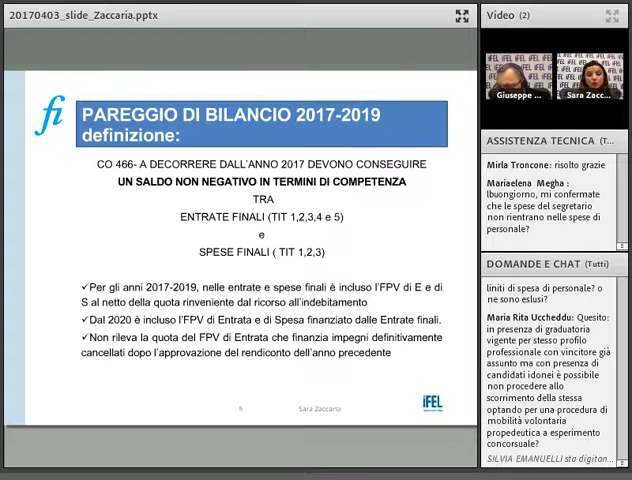 20170403_slide_Zaccaria.pptx
PAREGGIO DI BILANCIO 2017-2019
definizione:
CO 466- A DECORRERE DALL'ANNO 2017 DEVONO CONSEGUIRE
UN SALDO NON NEGATIVO IN TERMINI DI COMPETENZA
TRA
ENTRATE FINALI (TIT 1,2,3,4 e 5)
e
SPESE FINALI ( TIT 1,2,3)
✓Per gli anni 2017-2019, nelle entrate e spese finali è incluso l'FPV di E e di
S al netto della quota rinveniente dal ricorso all'indebitamento
✓Dal 2020 è incluso l'FPV di Entrata e di Spesa finanziato dalle Entrate finali.
✓Non rileva la quota del FPV di Entrata che finanzia impegni definitivamente
cancellati dopo l'approvazione del rendiconto dell'anno precedente
9
Sara Zaccaria
IFEL
Video (2)
Giuseppe ...
Sara Zacc...
ASSISTENZA TECNICA (T...
Mirla Troncone: risolto grazie
Mariaelena Megha :
lbuongiorno, mi confermate
che le spese del segretario
non rientrano nelle spese di
personale?
DOMANDE E CHAT (Tutti)
liniti di spesa di personale? o
ne sono eslusi?
Maria Rita Uccheddu: Quesito:
in presenza di graduatoria
vigente per stesso profilo
professionale con vincitore già
assunto ma con presenza di
candidati idonei è possibile
non procedere allo
scorrimento della stessa
optando per una procedura di
mobilità volontaria
propedeutica a esperimento
concorsuale?
SILVIA EMANUELLI sta digitan...